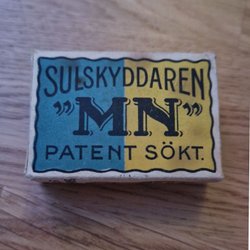 SULSKYDDAREN
"MN"
PATENT SÖKT.